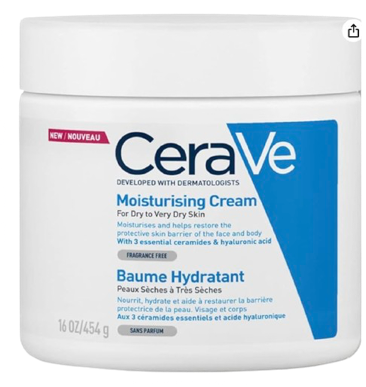 NEW / NOUVEAU
CeraVe
DEVELOPED WITH DERMATOLOGISTS
Moisturising Cream
For Dry to Very Dry Skin
Moisturises and helps restore the
protective skin barrier of the face and body
With 3 essential ceramides & hyaluronic acid
FRAGRANCE FREE
Baume Hydratant
Peaux Sèches à Très Sèches
Nourrit, hydrate et aide à restaurer la barrière
protectrice de la peau. Visage et corps
Aux 3 céramides essentiels et acide hyaluronique
16 OZ/454 g
SANS PARFUM